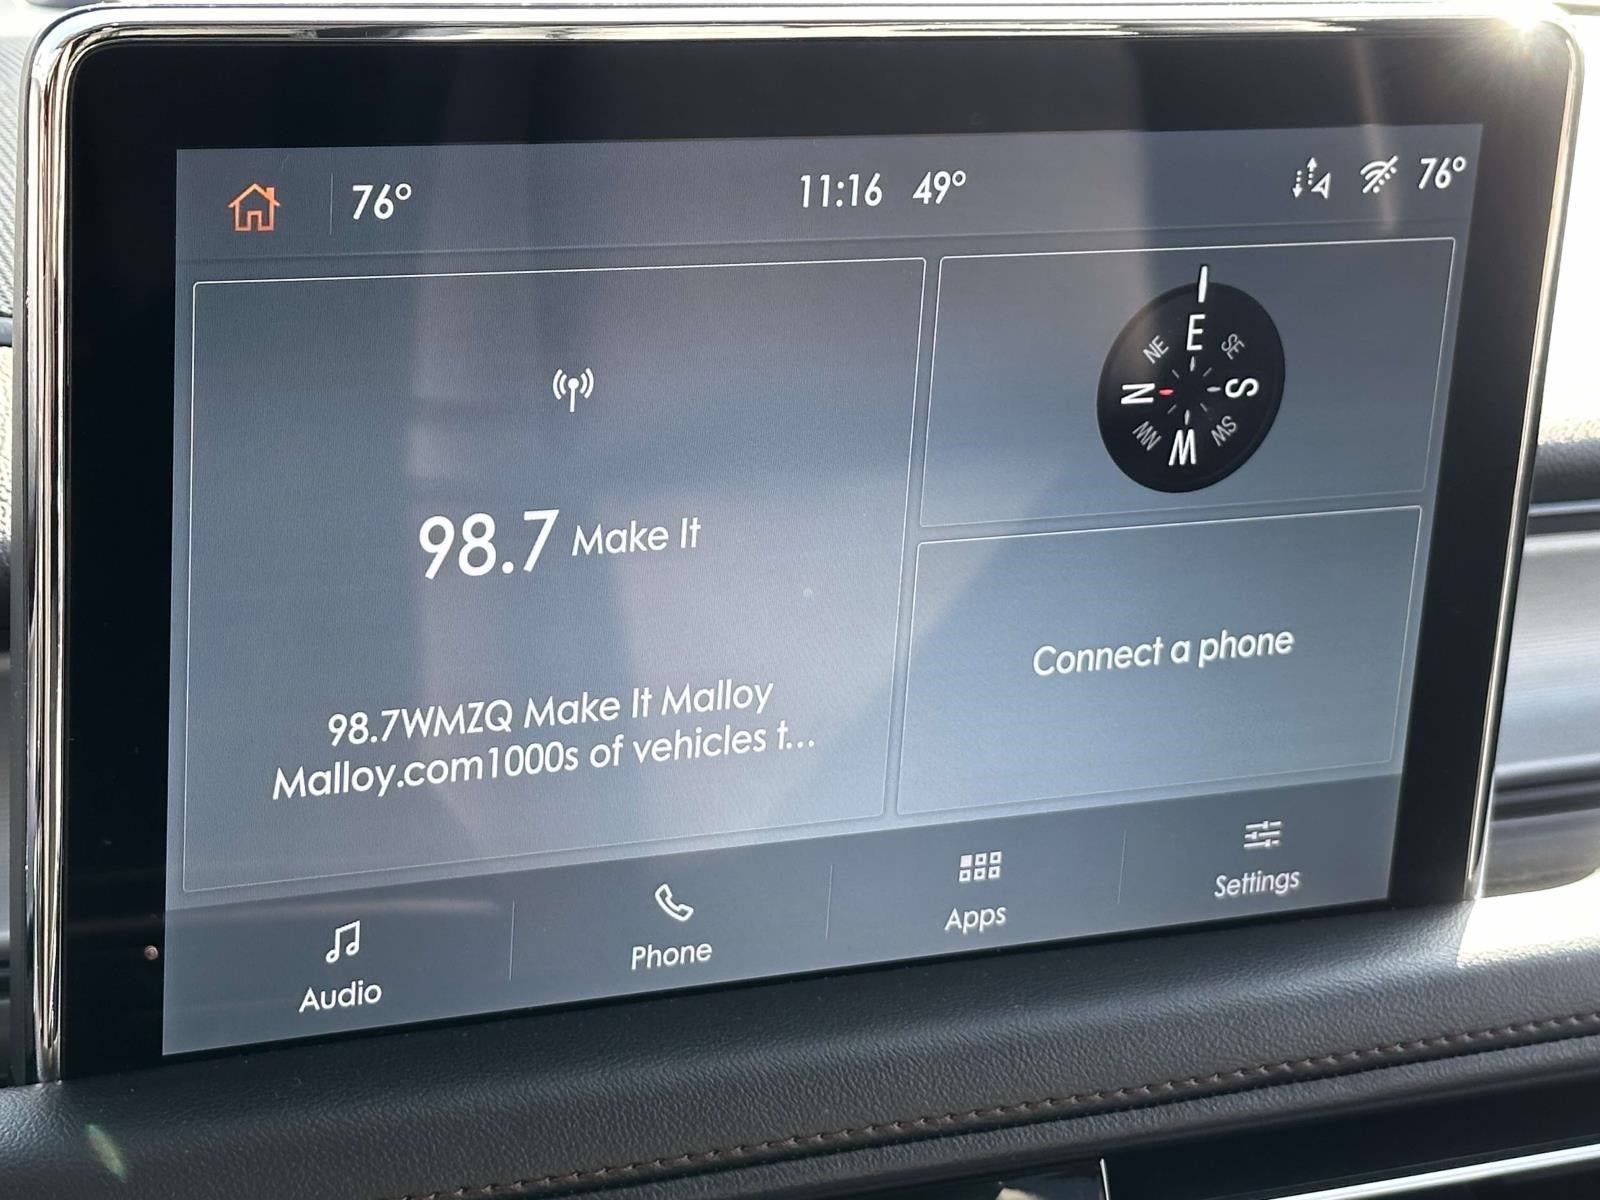 76°
11:16 49°
76°
98.7 Make It
98.7WMZQ Make It Malloy
Malloy.com1000s of vehicles t...
E
NE
SE
N
S
NW
SW
W
Connect a phone
Audio
Phone
Apps
Settings